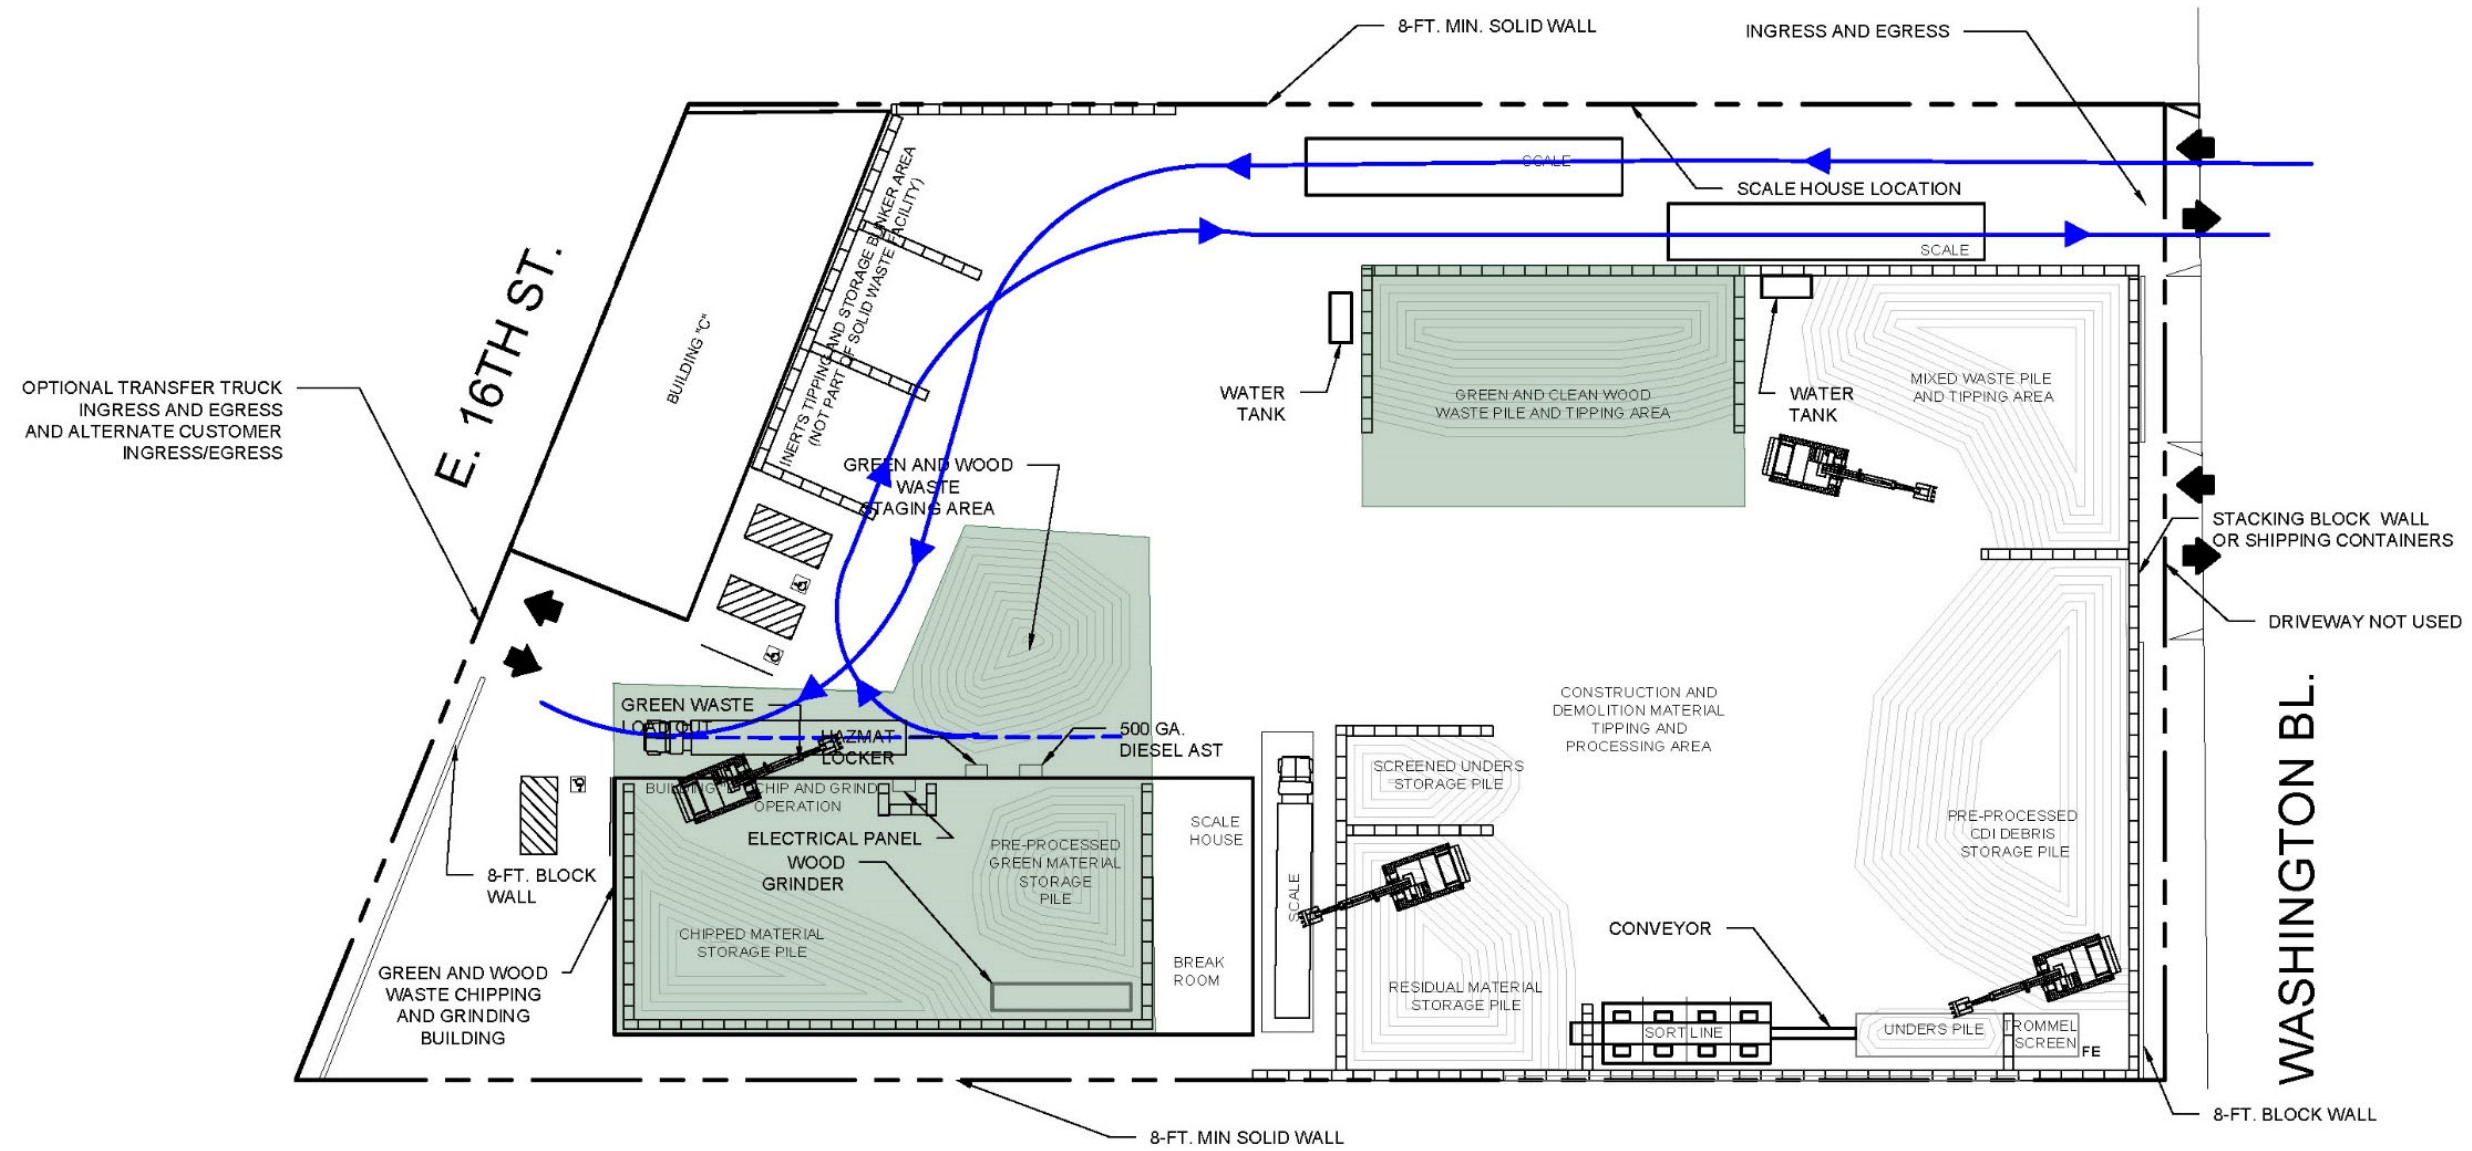 8-FT. MIN. SOLID WALL
INGRESS AND EGRESS
SCALE
SCALE HOUSE LOCATION
SCALE
E. 16TH ST.
BUILDING "C"
INERTS TIPPING AND STORAGE BUNKER AREA
(NOT PART OF SOLID WASTE FACILITY)
OPTIONAL TRANSFER TRUCK
INGRESS AND EGRESS
AND ALTERNATE CUSTOMER
INGRESS/EGRESS
WATER
TANK
GREEN AND CLEAN WOOD
WASTE PILE AND TIPPING AREA
WATER
TANK
MIXED WASTE PILE
AND TIPPING AREA
GREEN AND WOOD
WASTE
STAGING AREA
STACKING BLOCK WALL
OR SHIPPING CONTAINERS
DRIVEWAY NOT USED
GREEN WASTE
LOAD OUT
HAZMAT
LOCKER
500 GA.
DIESEL AST
CONSTRUCTION AND
DEMOLITION MATERIAL
TIPPING AND
PROCESSING AREA
WASHINGTON BL.
SCREENED UNDERS
STORAGE PILE
BUILDING CHIP AND GRIND
OPERATION
ELECTRICAL PANEL
WOOD
GRINDER
PRE-PROCESSED
GREEN MATERIAL
STORAGE
PILE
SCALE
HOUSE
SCALE
PRE-PROCESSED
CDI DEBRIS
STORAGE PILE
8-FT. BLOCK
WALL
CHIPPED MATERIAL
STORAGE PILE
BREAK
ROOM
CONVEYOR
GREEN AND WOOD
WASTE CHIPPING
AND GRINDING
BUILDING
RESIDUAL MATERIAL
STORAGE PILE
SORT LINE
UNDERS PILE
TROMMEL
SCREEN
FE
8-FT. BLOCK WALL
8-FT. MIN SOLID WALL